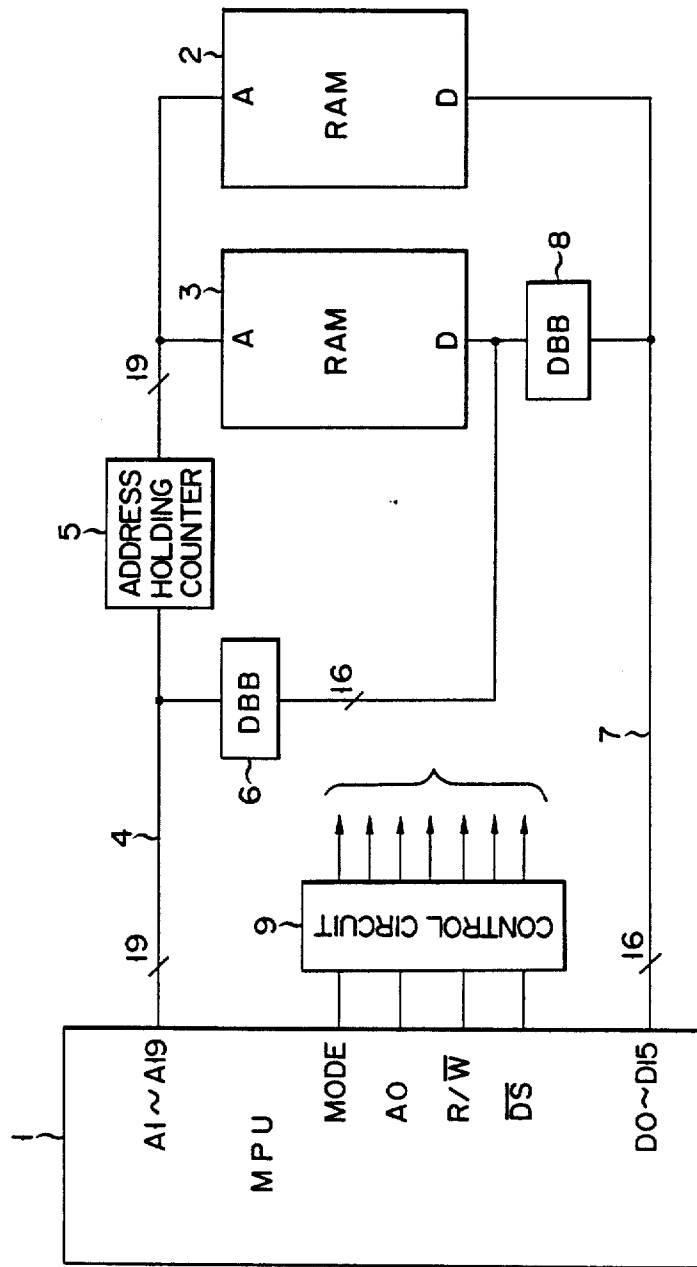 1
A1~A19
MPU
MODE
A0
R/W̅
D̅S̅
D0~D15
19
4
16
7
9
CONTROL CIRCUIT
6
DBB
16
5
ADDRESS
HOLDING
COUNTER
19
3
A
RAM
D
8
DBB
2
A
RAM
D